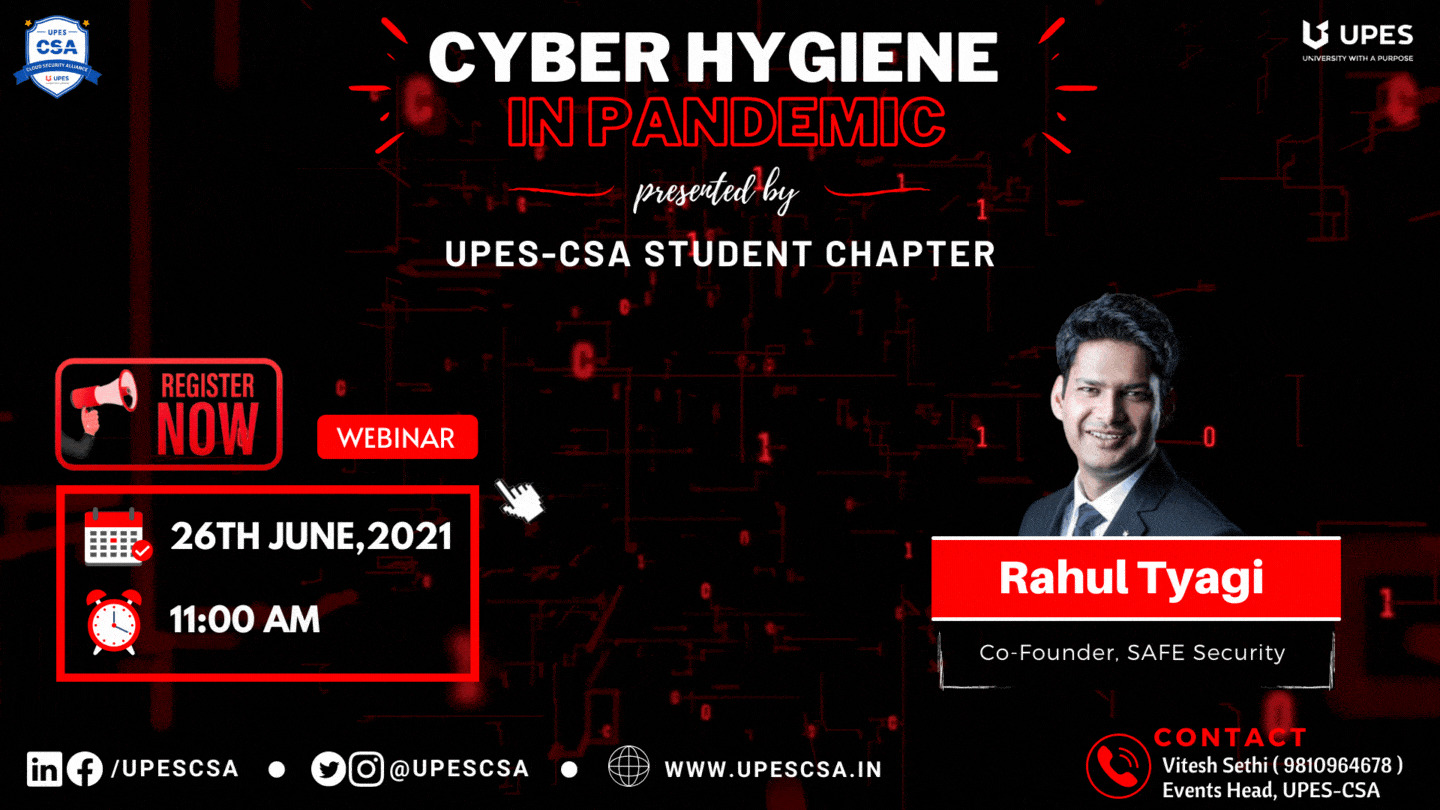 UPES
CSA
CLOUD SECURITY ALLIANCE
UPES
UPES
UNIVERSITY WITH A PURPOSE
CYBER HYGIENE
IN PANDEMIC
presented by
UPES-CSA STUDENT CHAPTER
REGISTER
NOW
WEBINAR
26TH JUNE,2021
11:00 AM
Rahul Tyagi
Co-Founder, SAFE Security
/UPESCSA
@UPESCSA
WWW.UPESCSA.IN
CONTACT
Vitesh Sethi ( 9810964678 )
Events Head, UPES-CSA